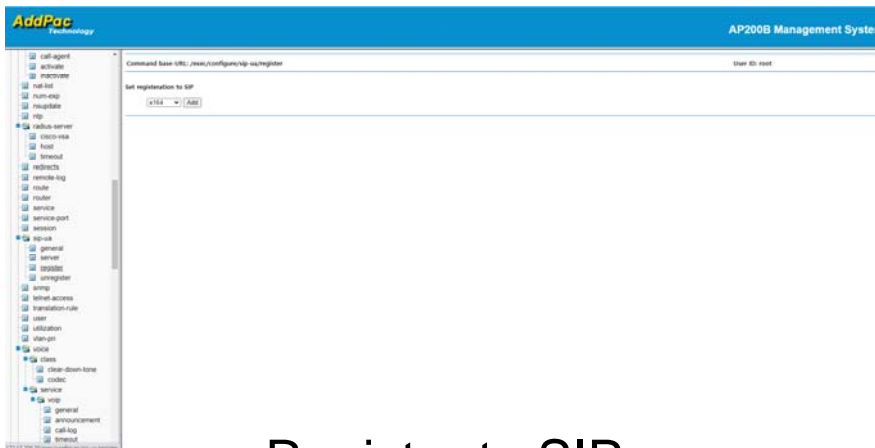 AddPac
Technology
AP200B Management Syste
call-agent
activate
inactivate
nat-list
num-exp
nsupdate
ntp
radius-server
cisco-vsa
host
timeout
redirects
remote-log
route
router
service
service-port
session
sip-ua
general
server
register
unregister
snmp
telnet-access
translation-rule
user
utilization
vlan-pri
voice
class
clear-down-tone
codec
service
voip
general
announcement
call-log
timeout
Command base URL: /exec/configure/sip-ua/register
User ID: root
Set registeration to SIP
e164 Add
Register to SIP